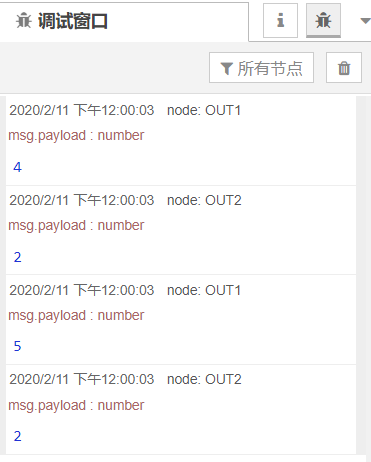 调试窗口
所有节点
2020/2/11 下午12:00:03 node: OUT1
msg.payload : number
4
2020/2/11 下午12:00:03 node: OUT2
msg.payload : number
2
2020/2/11 下午12:00:03 node: OUT1
msg.payload : number
5
2020/2/11 下午12:00:03 node: OUT2
msg.payload : number
2